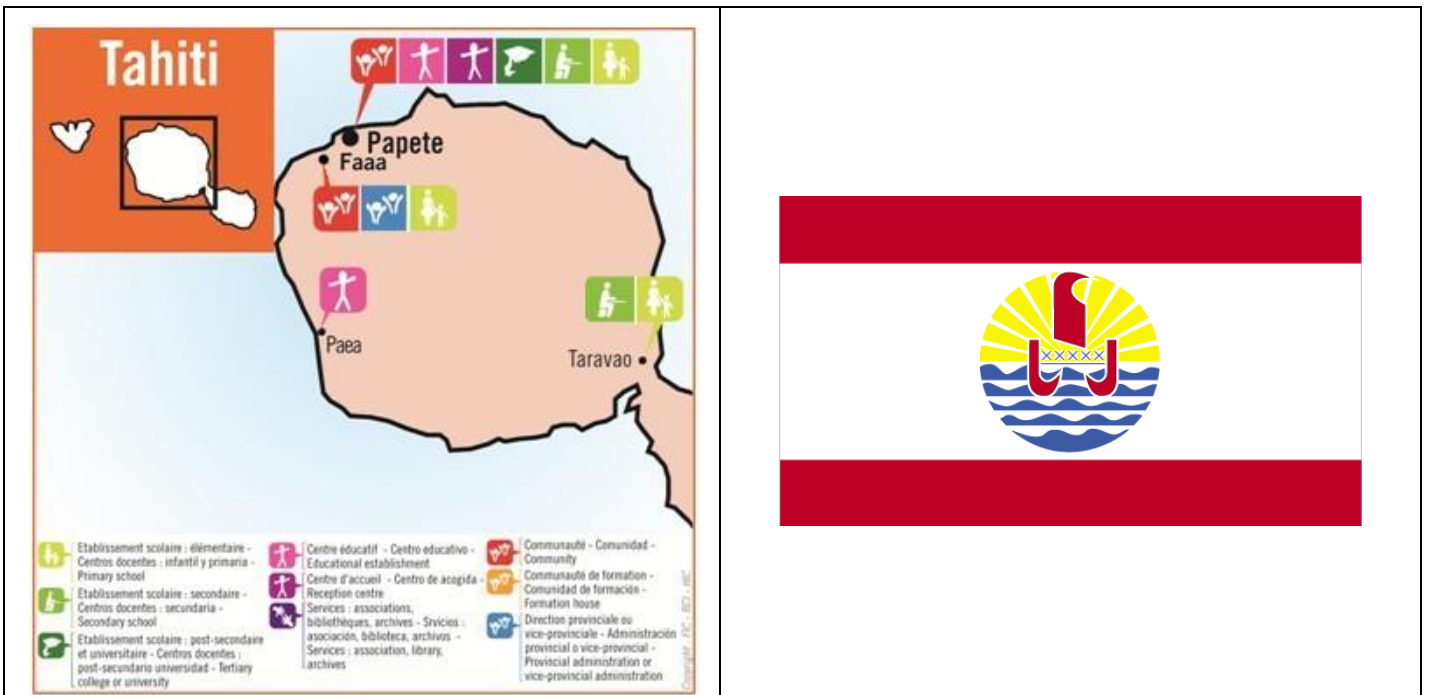 Tahiti
Papete
Faaa
Paea
Taravao
Etablissement scolaire : élémentaire -
Centros docentes : infantil y primaria -
Primary school
Etablissement scolaire : secondaire -
Centros docentes : secundaria -
Secondary school
Etablissement scolaire : post-secondaire
et universitaire - Centros docentes :
post-secundario universidad - Tertiary
college or university
Centre éducatif - Centro educativo -
Educational establishment
Centre d'accueil - Centro de acogida -
Reception centre
Services : associations,
bibliothèques, archives - Srvicios :
asociación, biblioteca, archivos -
Services : association, library,
archives
Communauté - Comunidad -
Community
Communauté de formation -
Comunidad de formación -
Formation house
Direction provinciale ou
vice-provinciale - Administración
provincial o vice-provincial -
Provincial administration or
vice-provincial administration
Copyright : FIC - BCI - HIC